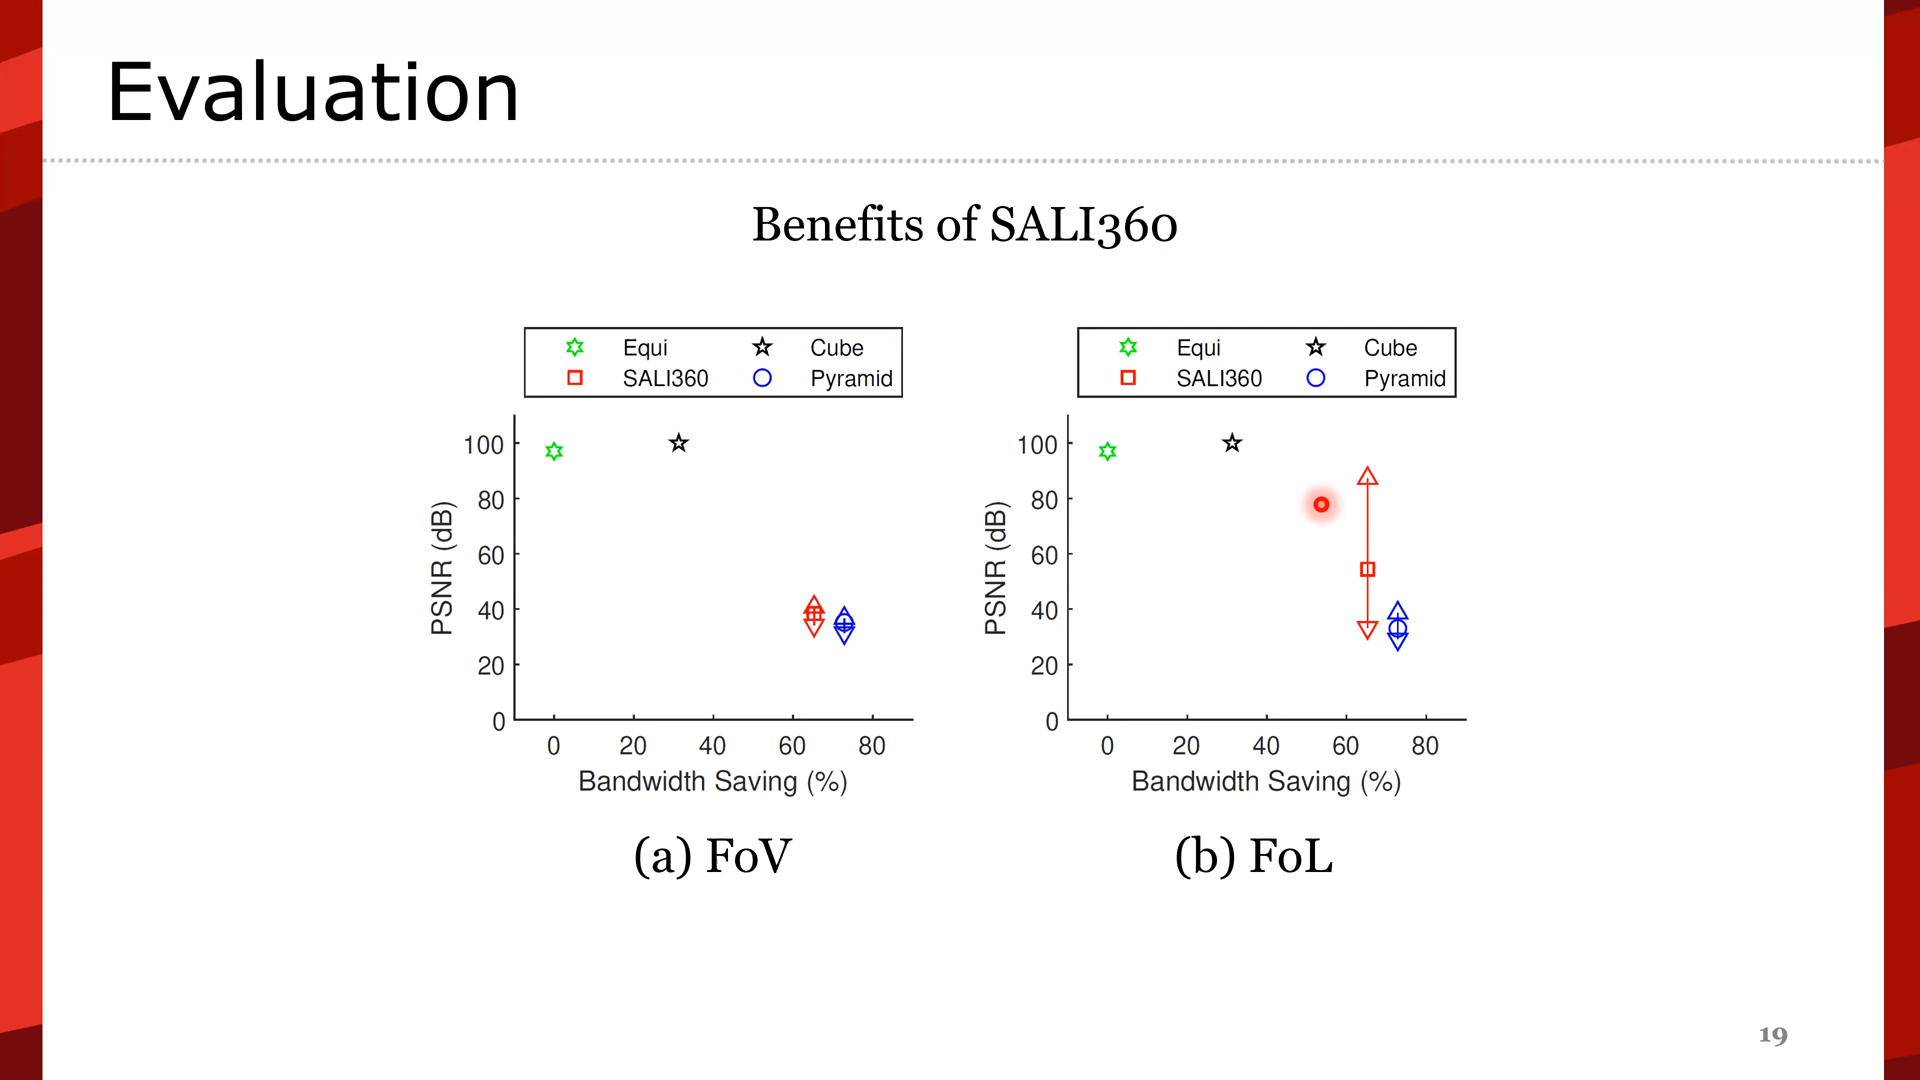 Evaluation
Benefits of SALI360
Equi Cube
SALI360 Pyramid
100
80
60
40
20
0
PSNR (dB)
0 20 40 60 80
Bandwidth Saving (%)
(a) FoV
Equi Cube
SALI360 Pyramid
100
80
60
40
20
0
PSNR (dB)
0 20 40 60 80
Bandwidth Saving (%)
(b) FoL
19